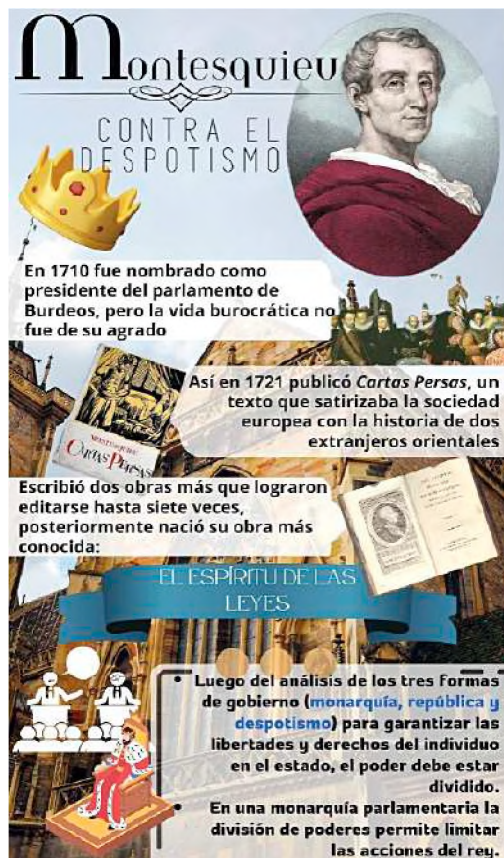 Montesquieu
CONTRA EL
DESPOTISMO
En 1710 fue nombrado como
presidente del parlamento de
Burdeos, pero la vida burocrática no
fue de su agrado
Así en 1721 publicó Cartas Persas, un
texto que satirizaba la sociedad
europea con la historia de dos
extranjeros orientales
MONTESQUIEU
CARTAS PERSAS
Escribió dos obras más que lograron
editarse hasta siete veces,
posteriormente nació su obra más
conocida:
EL ESPÍRITU DE LAS
LEYES
• Luego del análisis de los tres formas
de gobierno (monarquía, república y
despotismo) para garantizar las
libertades y derechos del individuo
en el estado, el poder debe estar
dividido.
• En una monarquía parlamentaria la
división de poderes permite limitar
las acciones del rey.